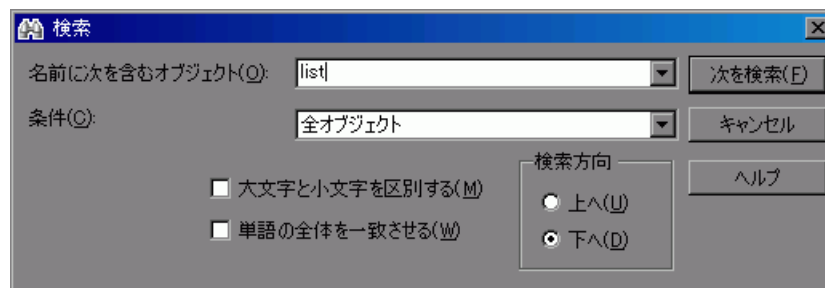 検索
名前に次を含むオブジェクト(O): list 次を検索(F)
条件(C): 全オブジェクト キャンセル
検索方向 ヘルプ
大文字と小文字を区別する(M) 上へ(U)
単語の全体を一致させる(W) 下へ(D)